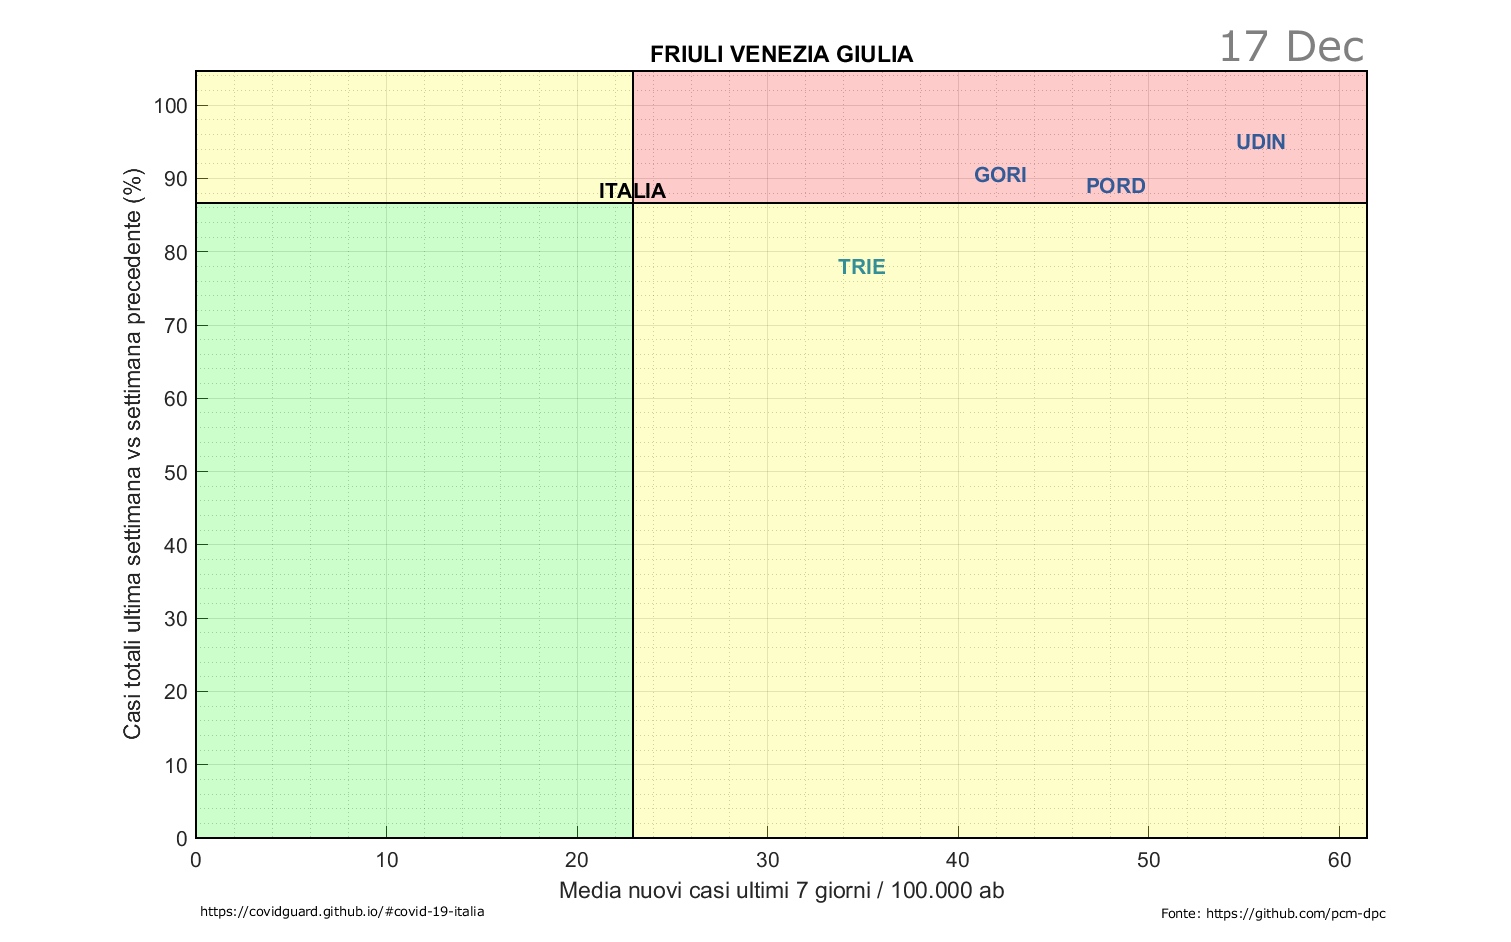 FRIULI VENEZIA GIULIA
17 Dec
Casi totali ultima settimana vs settimana precedente (%)
100
90
80
70
60
50
40
30
20
10
0
UDIN
GORI
PORD
ITALIA
TRIE
0 10 20 30 40 50 60
Media nuovi casi ultimi 7 giorni / 100.000 ab
https://covidguard.github.io/#covid-19-italia
Fonte: https://github.com/pcm-dpc